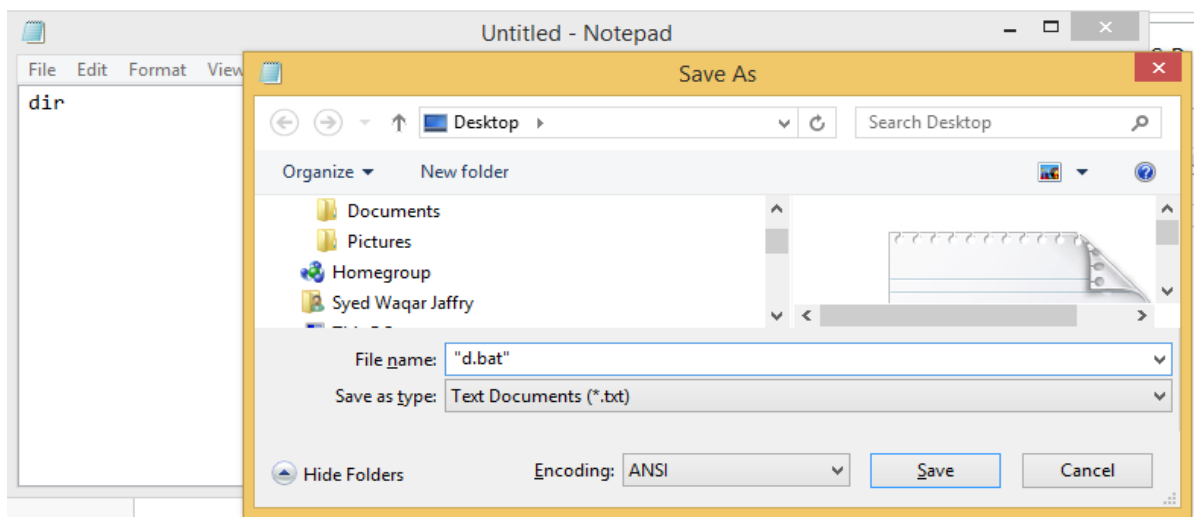 Untitled - Notepad
File Edit Format View
dir
Save As
Desktop
Search Desktop
Organize New folder
Documents
Pictures
Homegroup
Syed Waqar Jaffry
File name: "d.bat"
Save as type: Text Documents (*.txt)
Hide Folders Encoding: ANSI Save Cancel